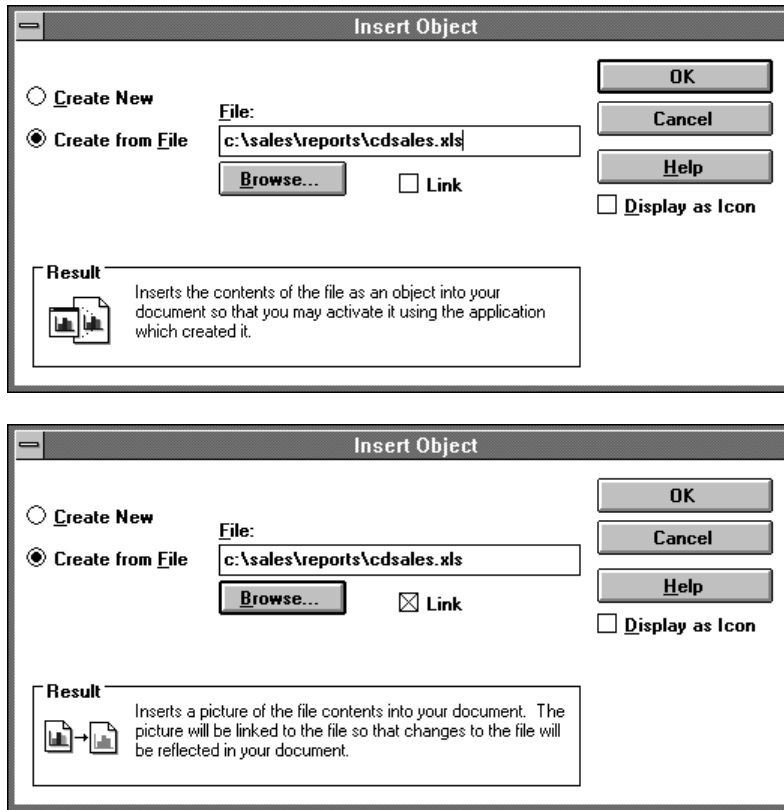 Insert Object
Create New
Create from File
File:
c:\sales\reports\cdsales.xls
Browse...
Link
OK
Cancel
Help
Display as Icon
Result
Inserts the contents of the file as an object into your
document so that you may activate it using the application
which created it.
Insert Object
Create New
Create from File
File:
c:\sales\reports\cdsales.xls
Browse...
Link
OK
Cancel
Help
Display as Icon
Result
Inserts a picture of the file contents into your document.  The
picture will be linked to the file so that changes to the file will
be reflected in your document.